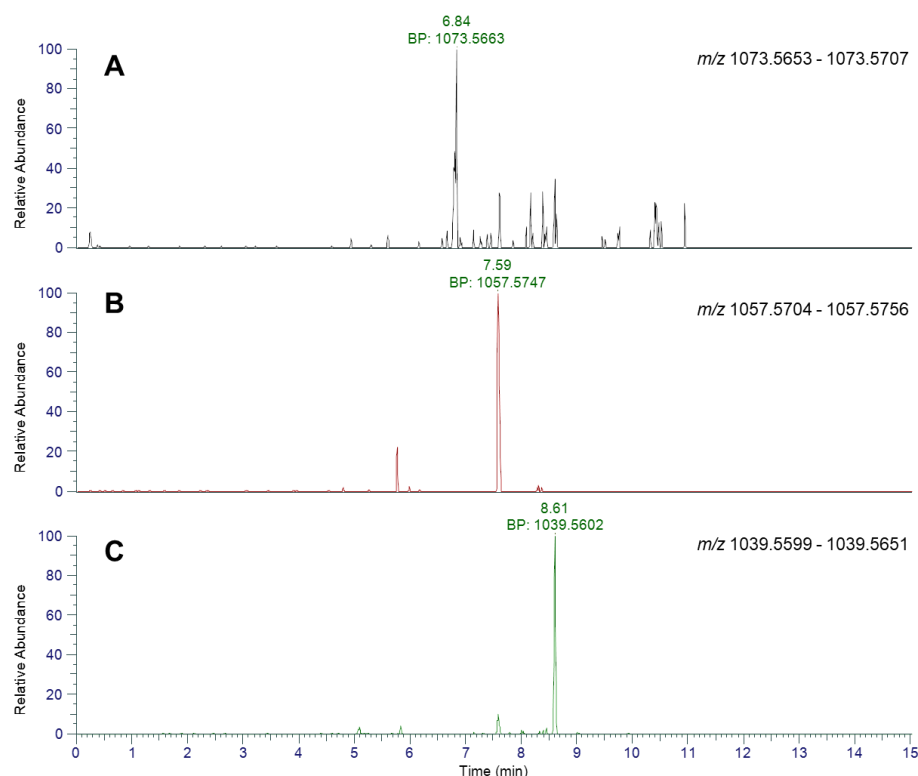 6.84
BP: 1073.5663
A
m/z 1073.5653 - 1073.5707
Relative Abundance
100
80
60
40
20
0
7.59
BP: 1057.5747
B
m/z 1057.5704 - 1057.5756
Relative Abundance
100
80
60
40
20
0
8.61
BP: 1039.5602
C
m/z 1039.5599 - 1039.5651
Relative Abundance
100
80
60
40
20
0
0 1 2 3 4 5 6 7 8 9 10 11 12 13 14 15
Time (min)